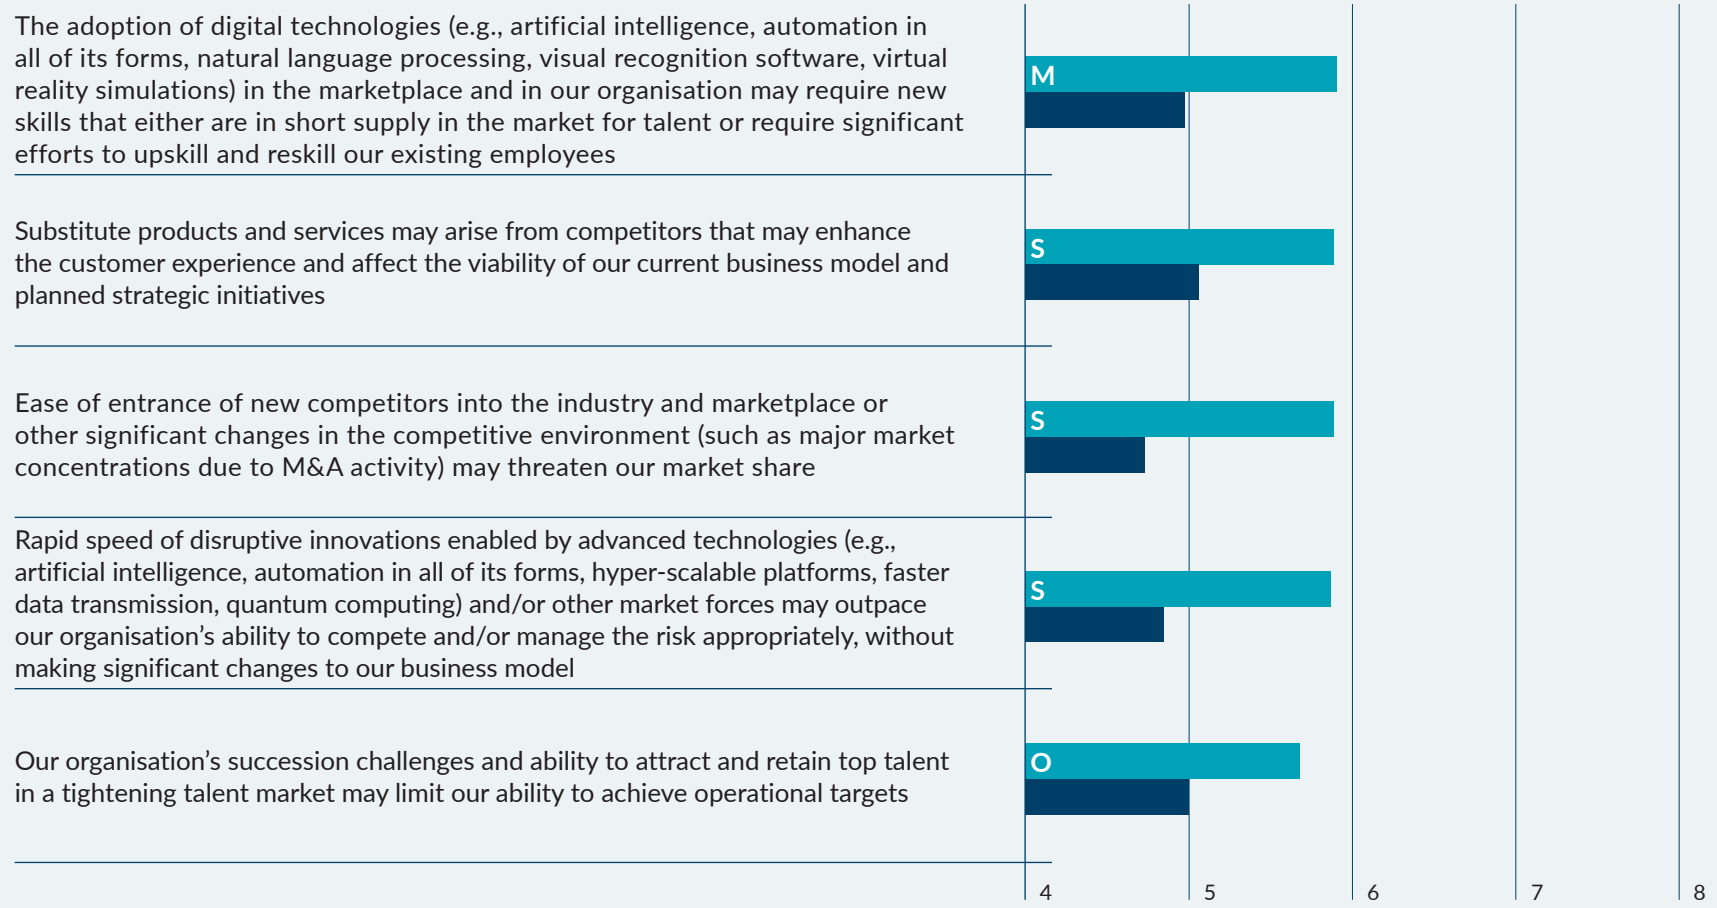 The adoption of digital technologies (e.g., artificial intelligence, automation in
all of its forms, natural language processing, visual recognition software, virtual
reality simulations) in the marketplace and in our organisation may require new
skills that either are in short supply in the market for talent or require significant
efforts to upskill and reskill our existing employees
M
Substitute products and services may arise from competitors that may enhance
the customer experience and affect the viability of our current business model and
planned strategic initiatives
S
Ease of entrance of new competitors into the industry and marketplace or
other significant changes in the competitive environment (such as major market
concentrations due to M&A activity) may threaten our market share
S
Rapid speed of disruptive innovations enabled by advanced technologies (e.g.,
artificial intelligence, automation in all of its forms, hyper-scalable platforms, faster
data transmission, quantum computing) and/or other market forces may outpace
our organisation’s ability to compete and/or manage the risk appropriately, without
making significant changes to our business model
S
Our organisation’s succession challenges and ability to attract and retain top talent
in a tightening talent market may limit our ability to achieve operational targets
O
4 5 6 7 8